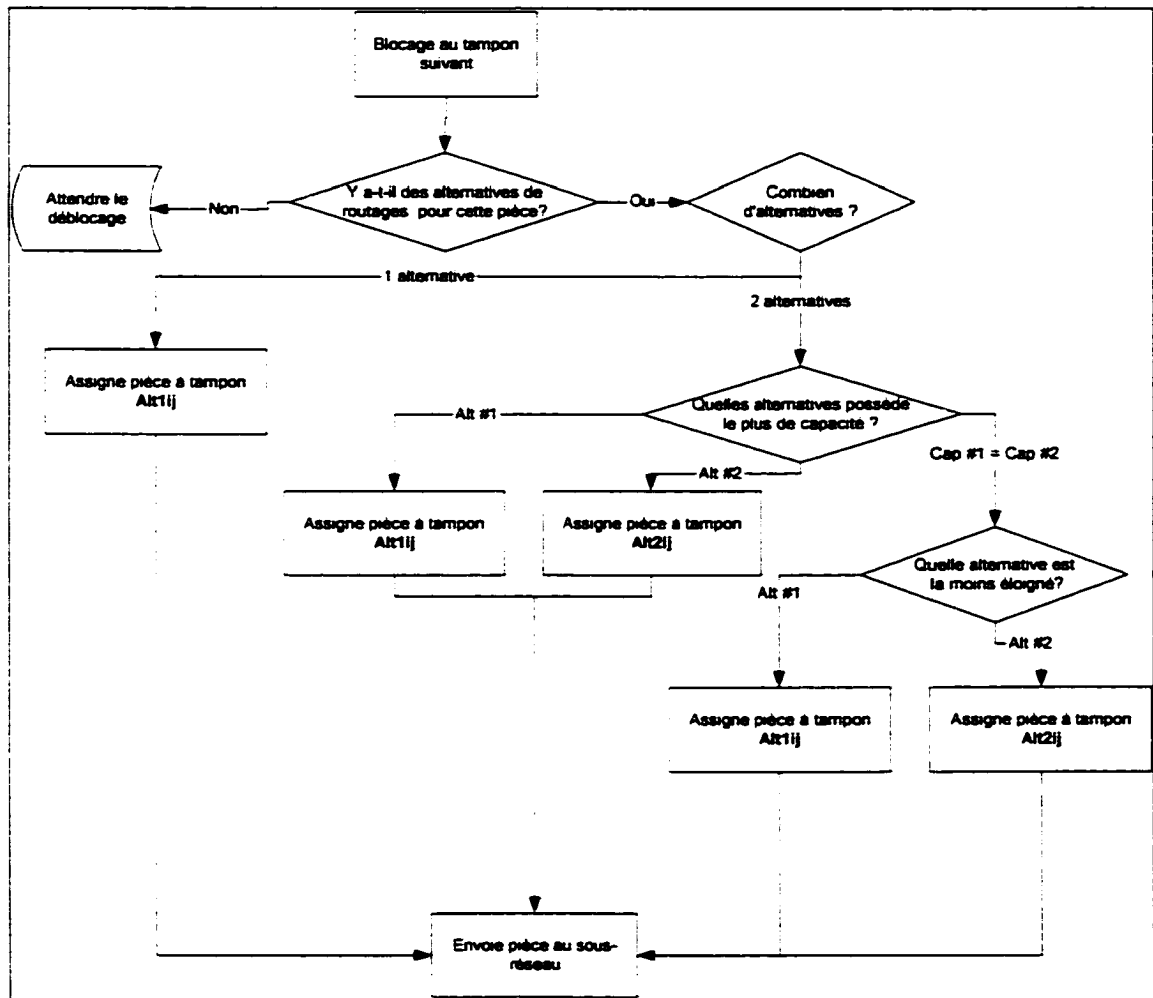 Blocage au tampon
suivant
Attendre le
déblocage
Non
Y a-t-il des alternatives de
routages pour cette pièce?
Oui
Combien
d'alternatives ?
1 alternative
2 alternatives
Assigne pièce à tampon
Alt1ij
Quelles alternatives possède
le plus de capacité ?
Alt #1
Alt #2
Cap #1 = Cap #2
Assigne pièce à tampon
Alt1ij
Assigne pièce à tampon
Alt2ij
Quelle alternative est
la moins éloigné?
Alt #1
Alt #2
Assigne pièce à tampon
Alt1ij
Assigne pièce à tampon
Alt2ij
Envoie pièce au sous-
réseau